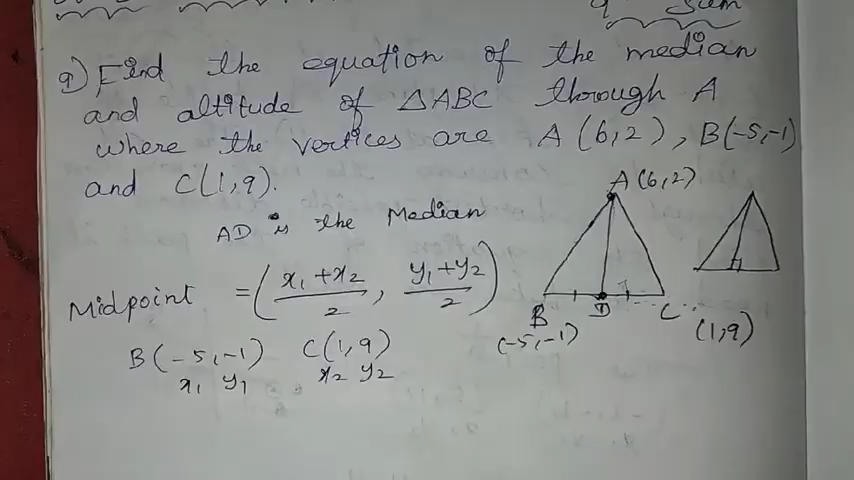 9 Sum
9) Find the equation of the median
and altitude of △ABC through A
where the vertices are A (6,2), B(-5,-1)
and C(1,9).
A (6,2)
AD is the Median
Midpoint = ( x1 + x2 / 2 , y1 + y2 / 2 )
B D C
(-5,-1) (1,9)
B(-5,-1) C(1,9)
x1 y1 x2 y2